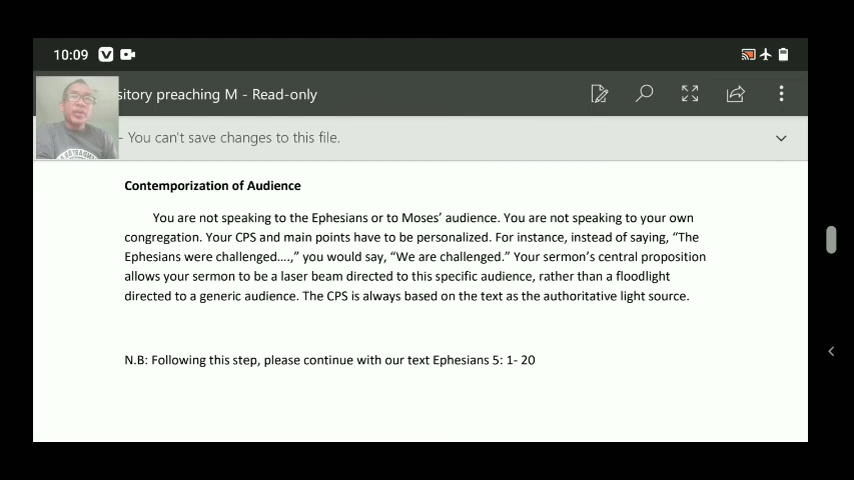 10:09
sitory preaching M - Read-only
- You can't save changes to this file.
Contemporization of Audience
You are not speaking to the Ephesians or to Moses' audience. You are not speaking to your own
congregation. Your CPS and main points have to be personalized. For instance, instead of saying, “The
Ephesians were challenged....,” you would say, “We are challenged.” Your sermon's central proposition
allows your sermon to be a laser beam directed to this specific audience, rather than a floodlight
directed to a generic audience. The CPS is always based on the text as the authoritative light source.
N.B: Following this step, please continue with our text Ephesians 5: 1- 20